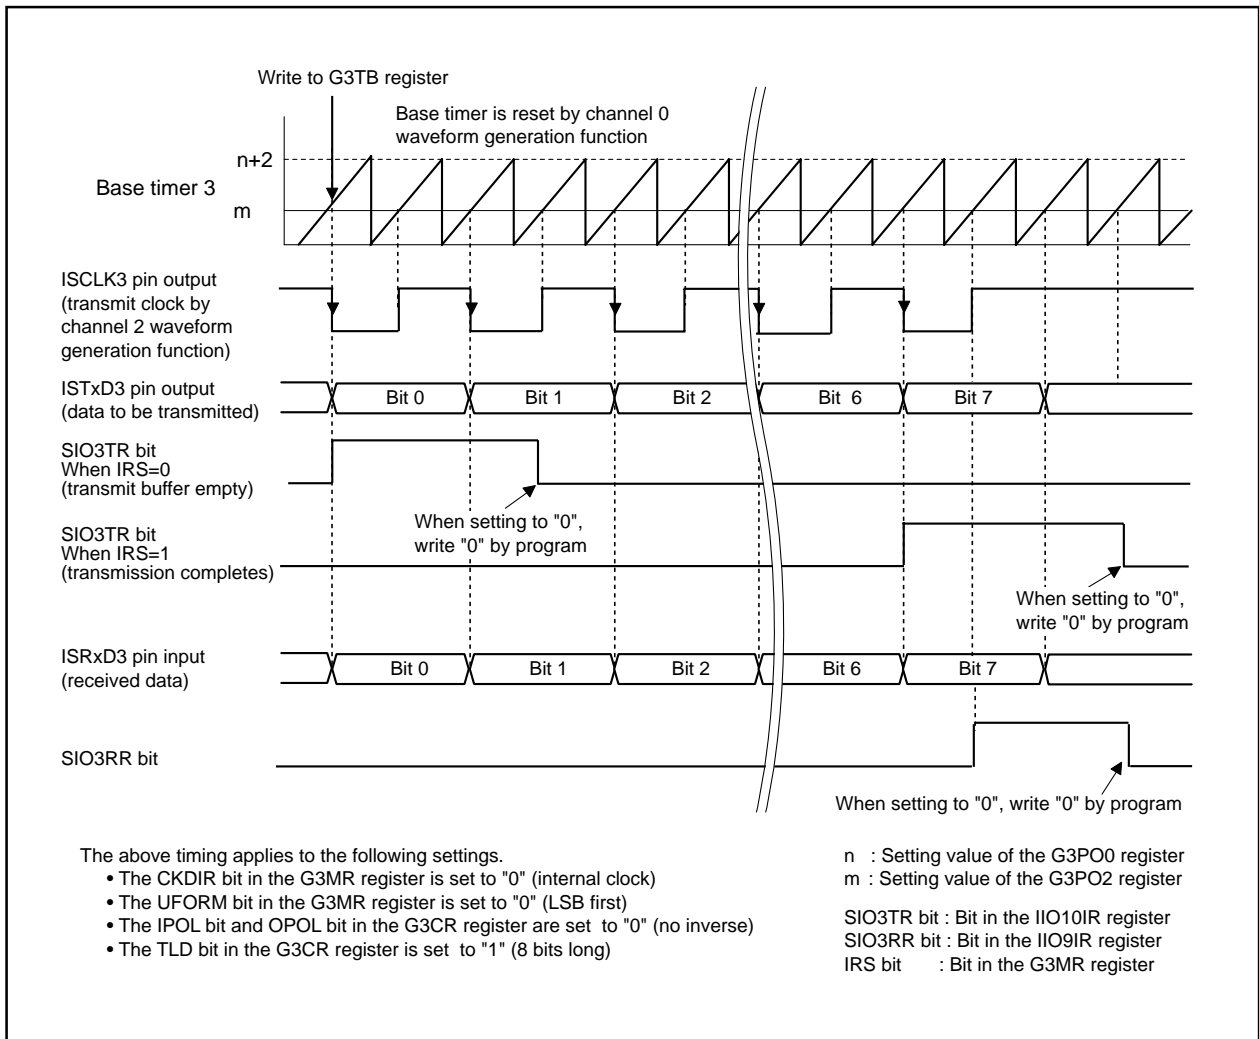 Write to G3TB register
Base timer is reset by channel 0
waveform generation function
n+2
Base timer 3
m
ISCLK3 pin output
(transmit clock by
channel 2 waveform
generation function)
ISTxD3 pin output
(data to be transmitted)
Bit 0 Bit 1 Bit 2 Bit 6 Bit 7
SIO3TR bit
When IRS=0
(transmit buffer empty)
When setting to "0",
write "0" by program
SIO3TR bit
When IRS=1
(transmission completes)
When setting to "0",
write "0" by program
ISRxD3 pin input
(received data)
Bit 0 Bit 1 Bit 2 Bit 6 Bit 7
SIO3RR bit
When setting to "0", write "0" by program
The above timing applies to the following settings.
• The CKDIR bit in the G3MR register is set to "0" (internal clock)
• The UFORM bit in the G3MR register is set to "0" (LSB first)
• The IPOL bit and OPOL bit in the G3CR register are set to "0" (no inverse)
• The TLD bit in the G3CR register is set to "1" (8 bits long)
n : Setting value of the G3PO0 register
m : Setting value of the G3PO2 register
SIO3TR bit : Bit in the IIO10IR register
SIO3RR bit : Bit in the IIO9IR register
IRS bit : Bit in the G3MR register